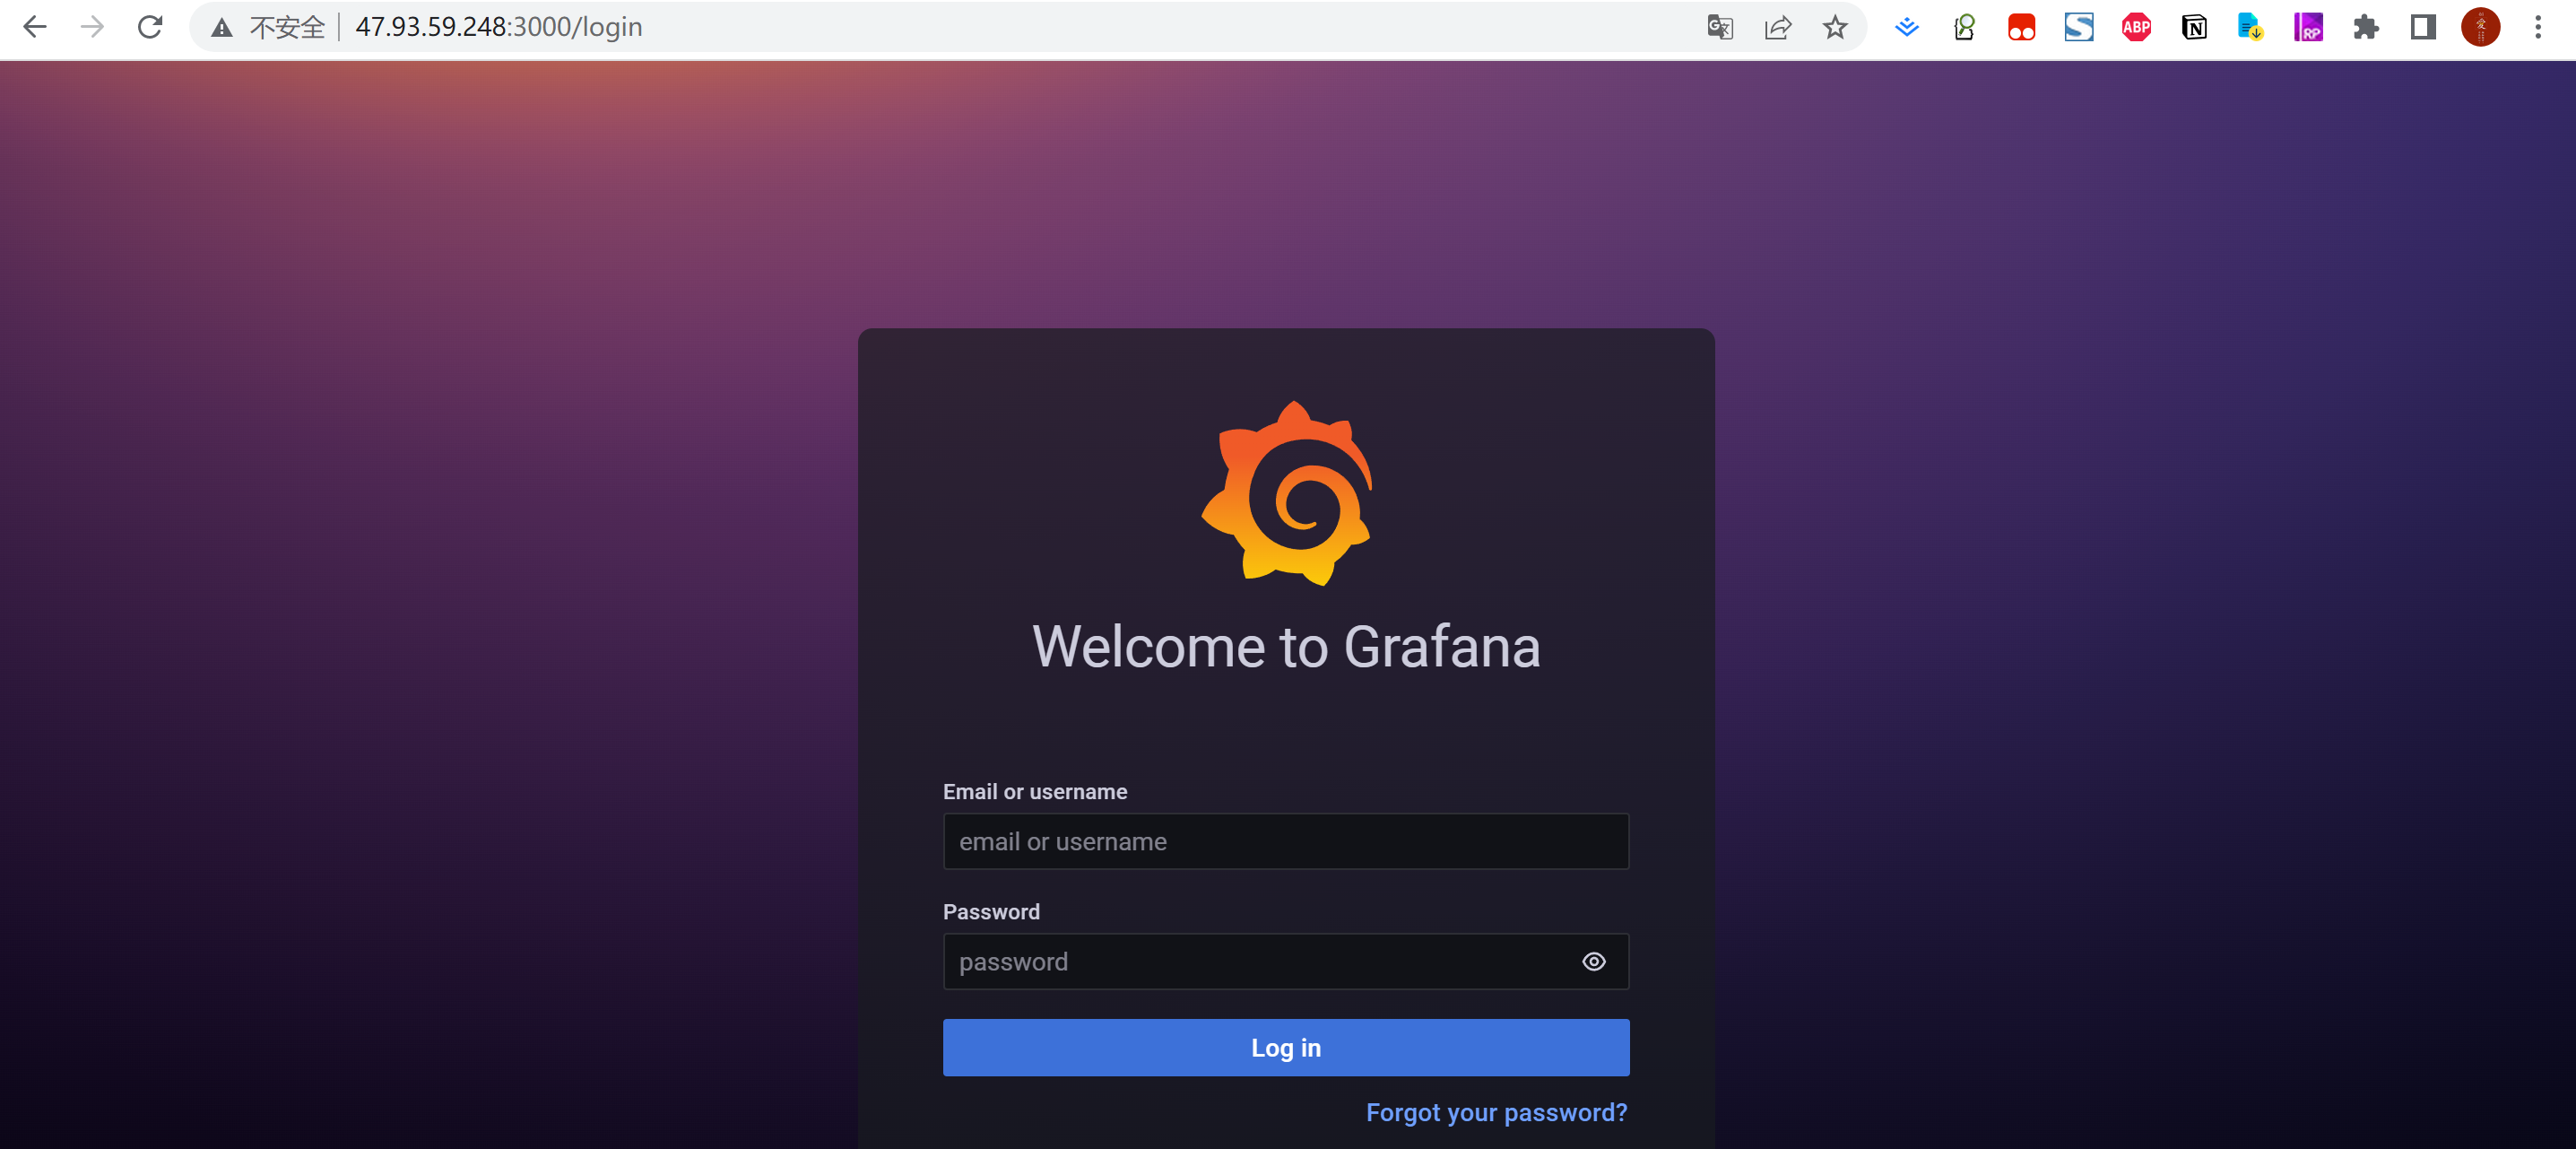 不安全 47.93.59.248:3000/login
ABP
N
RP
Welcome to Grafana
Email or username
email or username
Password
password
Log in
Forgot your password?